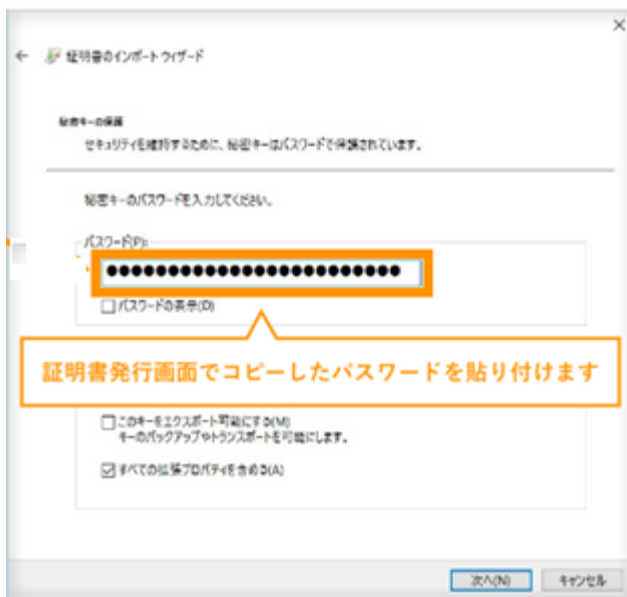 証明書のインポート ウィザード
秘密キーの保護
セキュリティを維持するために、秘密キーはパスワードで保護されています。
秘密キーのパスワードを入力してください。
パスワード(P):
●●●●●●●●●●●●●●●●●●●●●●●●
パスワードの表示(D)
証明書発行画面でコピーしたパスワードを貼り付けます
このキーをエクスポート可能にする(M)
キーのバックアップやトランスポートを可能にします。
すべての拡張プロパティを含める(A)
次へ(N)
キャンセル